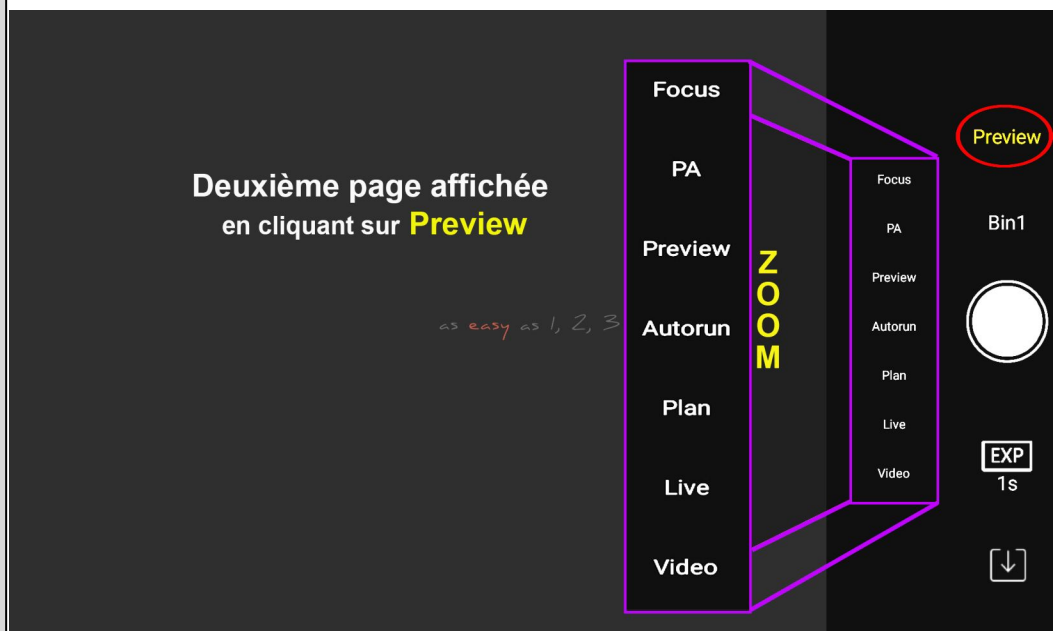 Deuxième page affichée
en cliquant sur Preview
as easy as 1, 2, 3
Focus
PA
Preview
Autorun
Plan
Live
Video
ZOOM
Focus
PA
Preview
Autorun
Plan
Live
Video
Preview
Bin1
EXP
1s